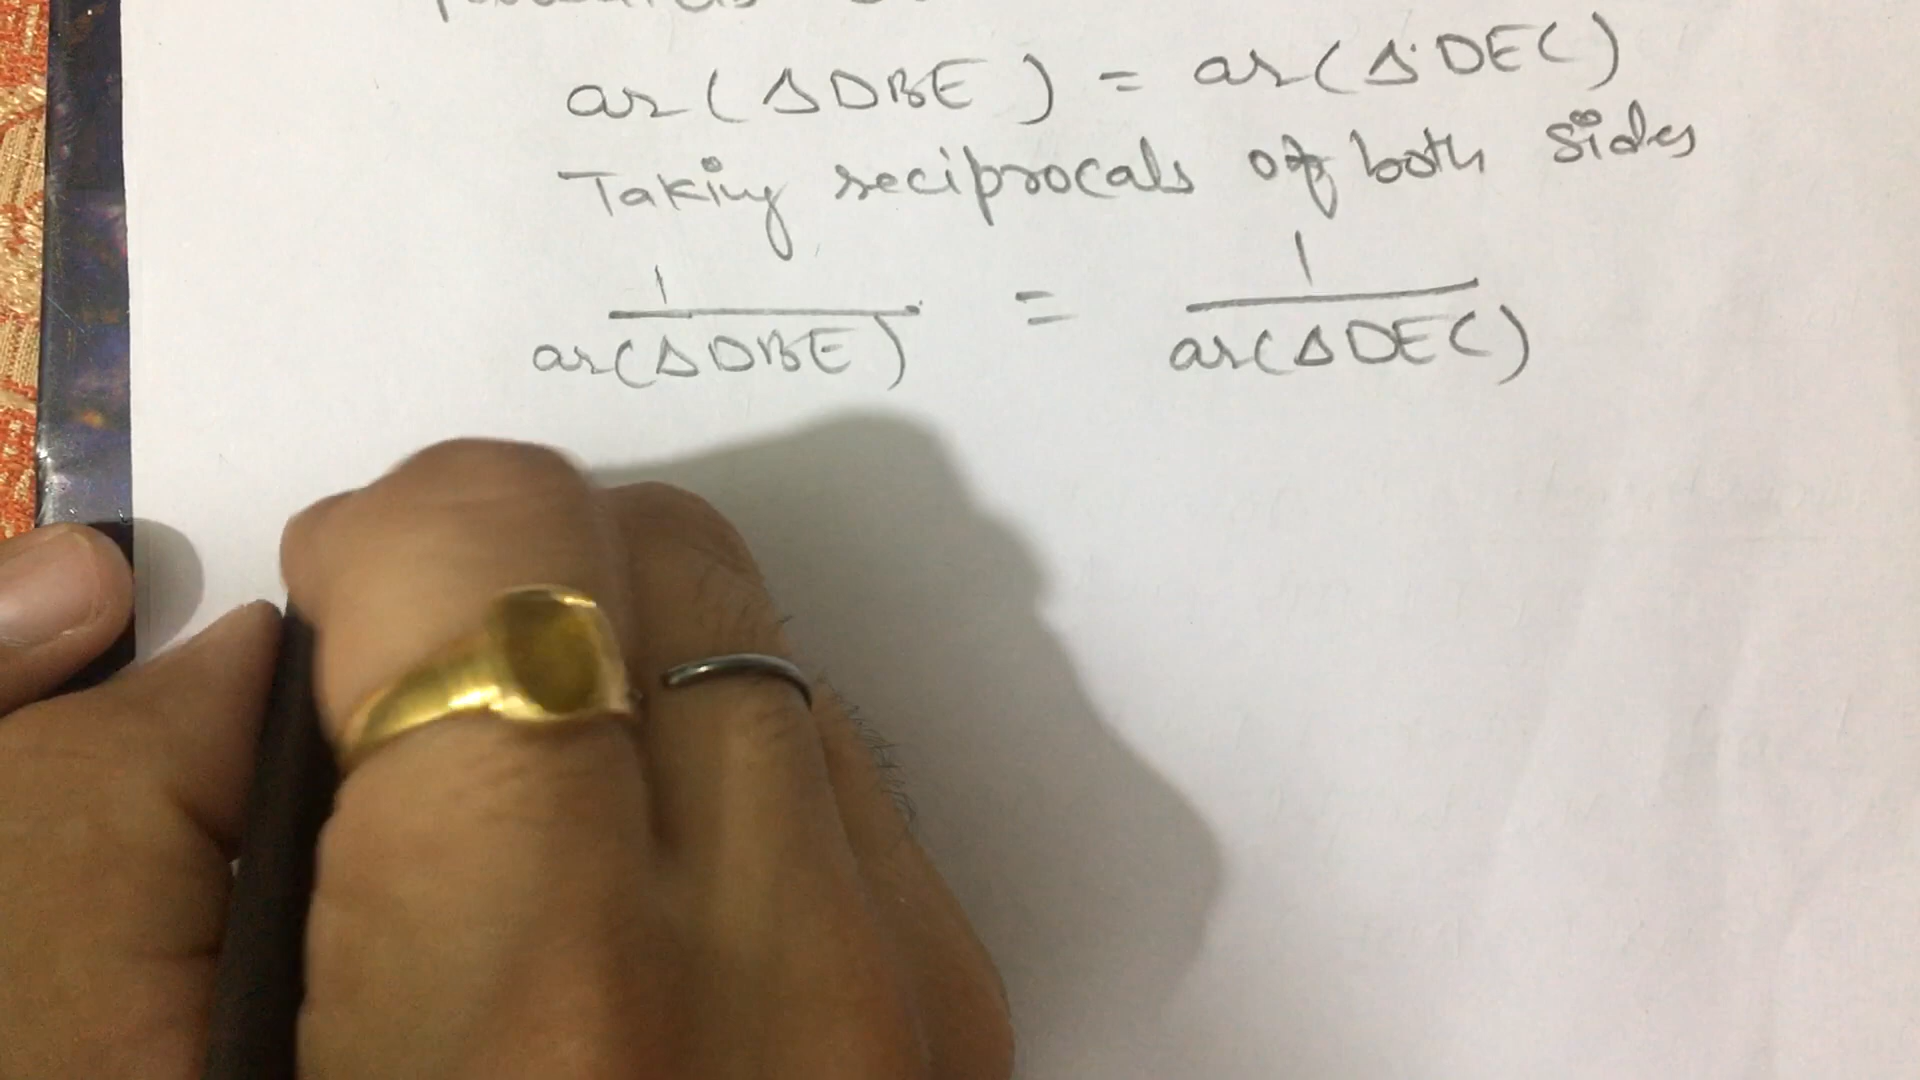 ar(ΔDBE) = ar(ΔDEC)
Taking reciprocals of both sides
1/ar(ΔDBE) = 1/ar(ΔDEC)